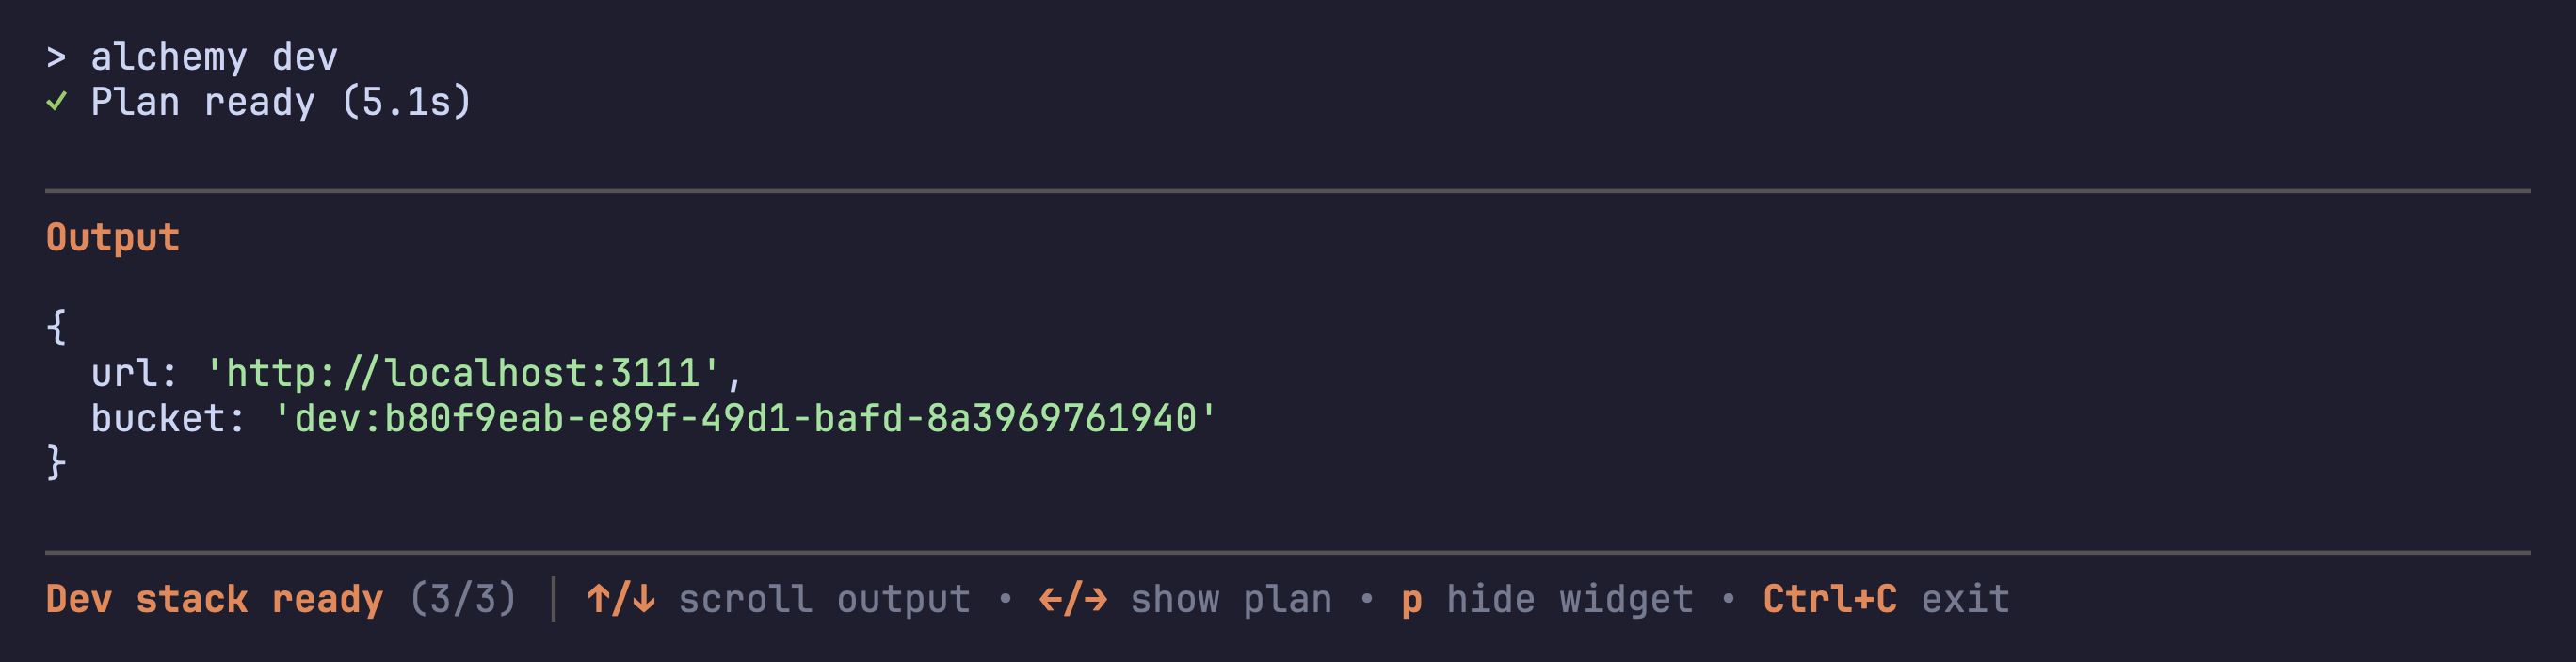 > alchemy dev
✓ Plan ready (5.1s)
Output
{
  url: 'http://localhost:3111',
  bucket: 'dev:b80f9eab-e89f-49d1-bafd-8a3969761940'
}
Dev stack ready (3/3) │ ↑/↓ scroll output • ←/→ show plan • p hide widget • Ctrl+C exit